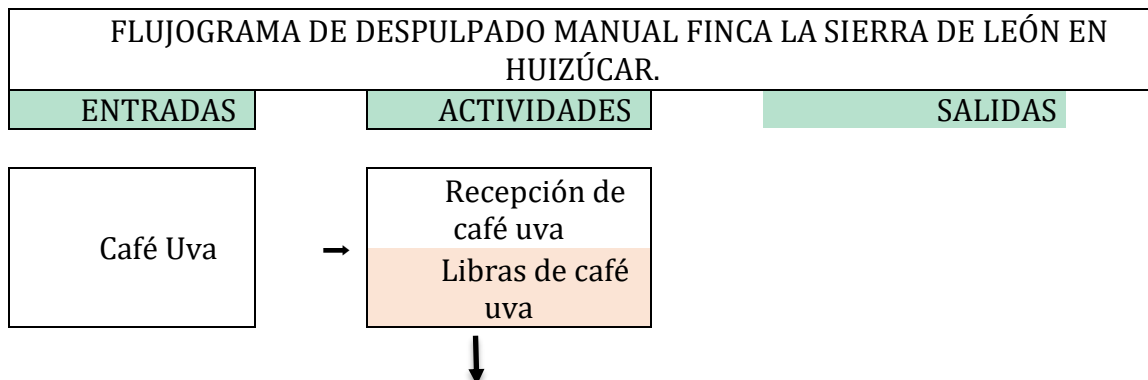 FLUJOGRAMA DE DESPULPADO MANUAL FINCA LA SIERRA DE LEÓN EN
HUIZÚCAR.
ENTRADAS
ACTIVIDADES
SALIDAS
Café Uva
Recepción de
café uva
Libras de café
uva